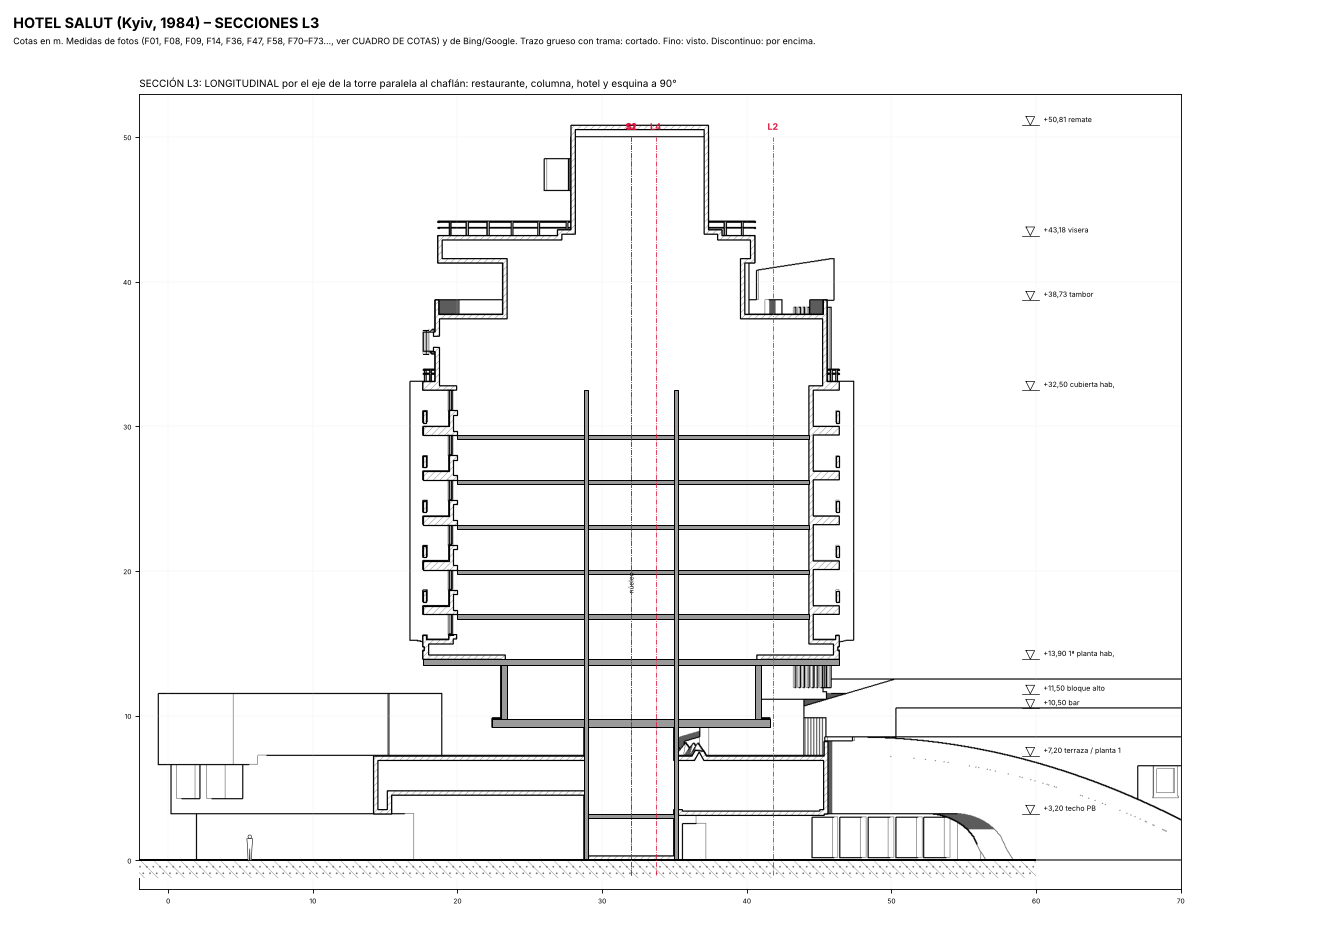 HOTEL SALUT (Kyiv, 1984) – SECCIONES L3
Cotas en m. Medidas de fotos (F01, F08, F09, F14, F36, F47, F58, F70–F73..., ver CUADRO DE COTAS) y de Bing/Google. Trazo grueso con trama: cortado. Fino: visto. Discontinuo: por encima.
SECCIÓN L3: LONGITUDINAL por el eje de la torre paralela al chaflán: restaurante, columna, hotel y esquina a 90°
L2
+50,81 remate
50
+43,18 visera
40
+38,73 tambor
+32,50 cubierta hab,
30
20
núcleo
+13,90 1ª planta hab,
+11,50 bloque alto
+10,50 bar
10
+7,20 terraza / planta 1
+3,20 techo PB
0
0 10 20 30 40 50 60 70